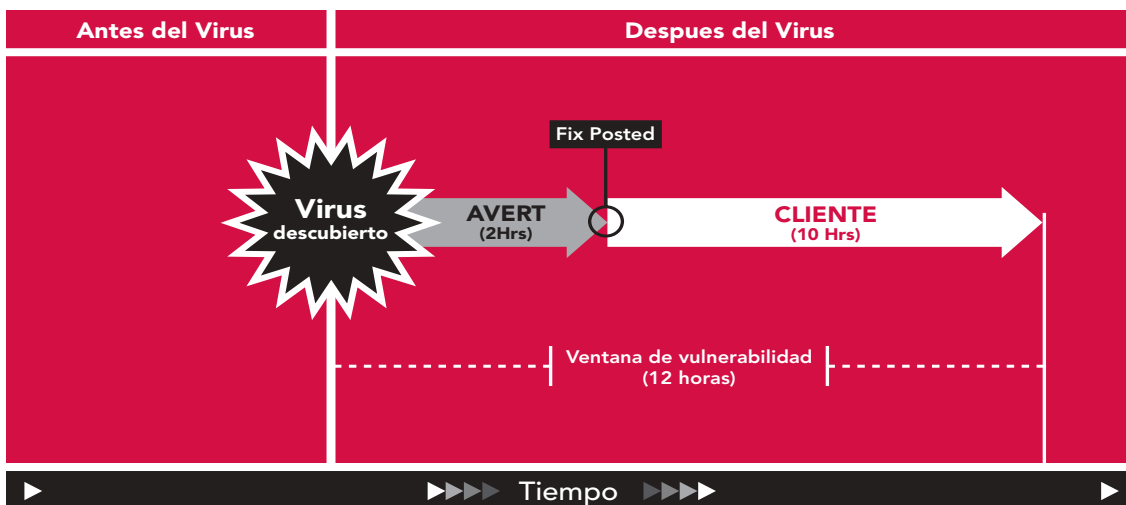 Antes del Virus
Despues del Virus
Fix Posted
Virus
descubierto
AVERT
(2Hrs)
CLIENTE
(10 Hrs)
Ventana de vulnerabilidad
(12 horas)
Tiempo